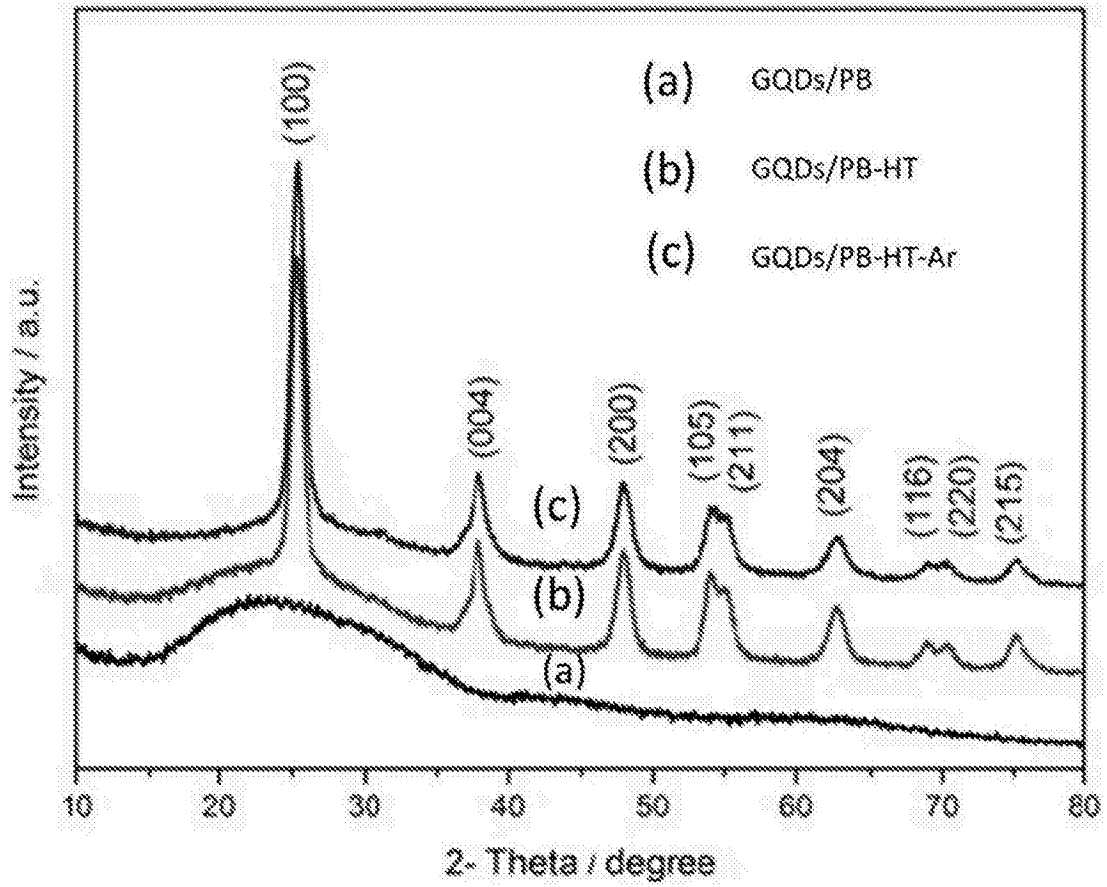 (a) GQDs/PB
(b) GQDs/PB-HT
(c) GQDs/PB-HT-Ar
(100)
(004)
(200)
(105)
(211)
(204)
(116)
(220)
(215)
(c)
(b)
(a)
Intensity / a.u.
10 20 30 40 50 60 70 80
2- Theta / degree